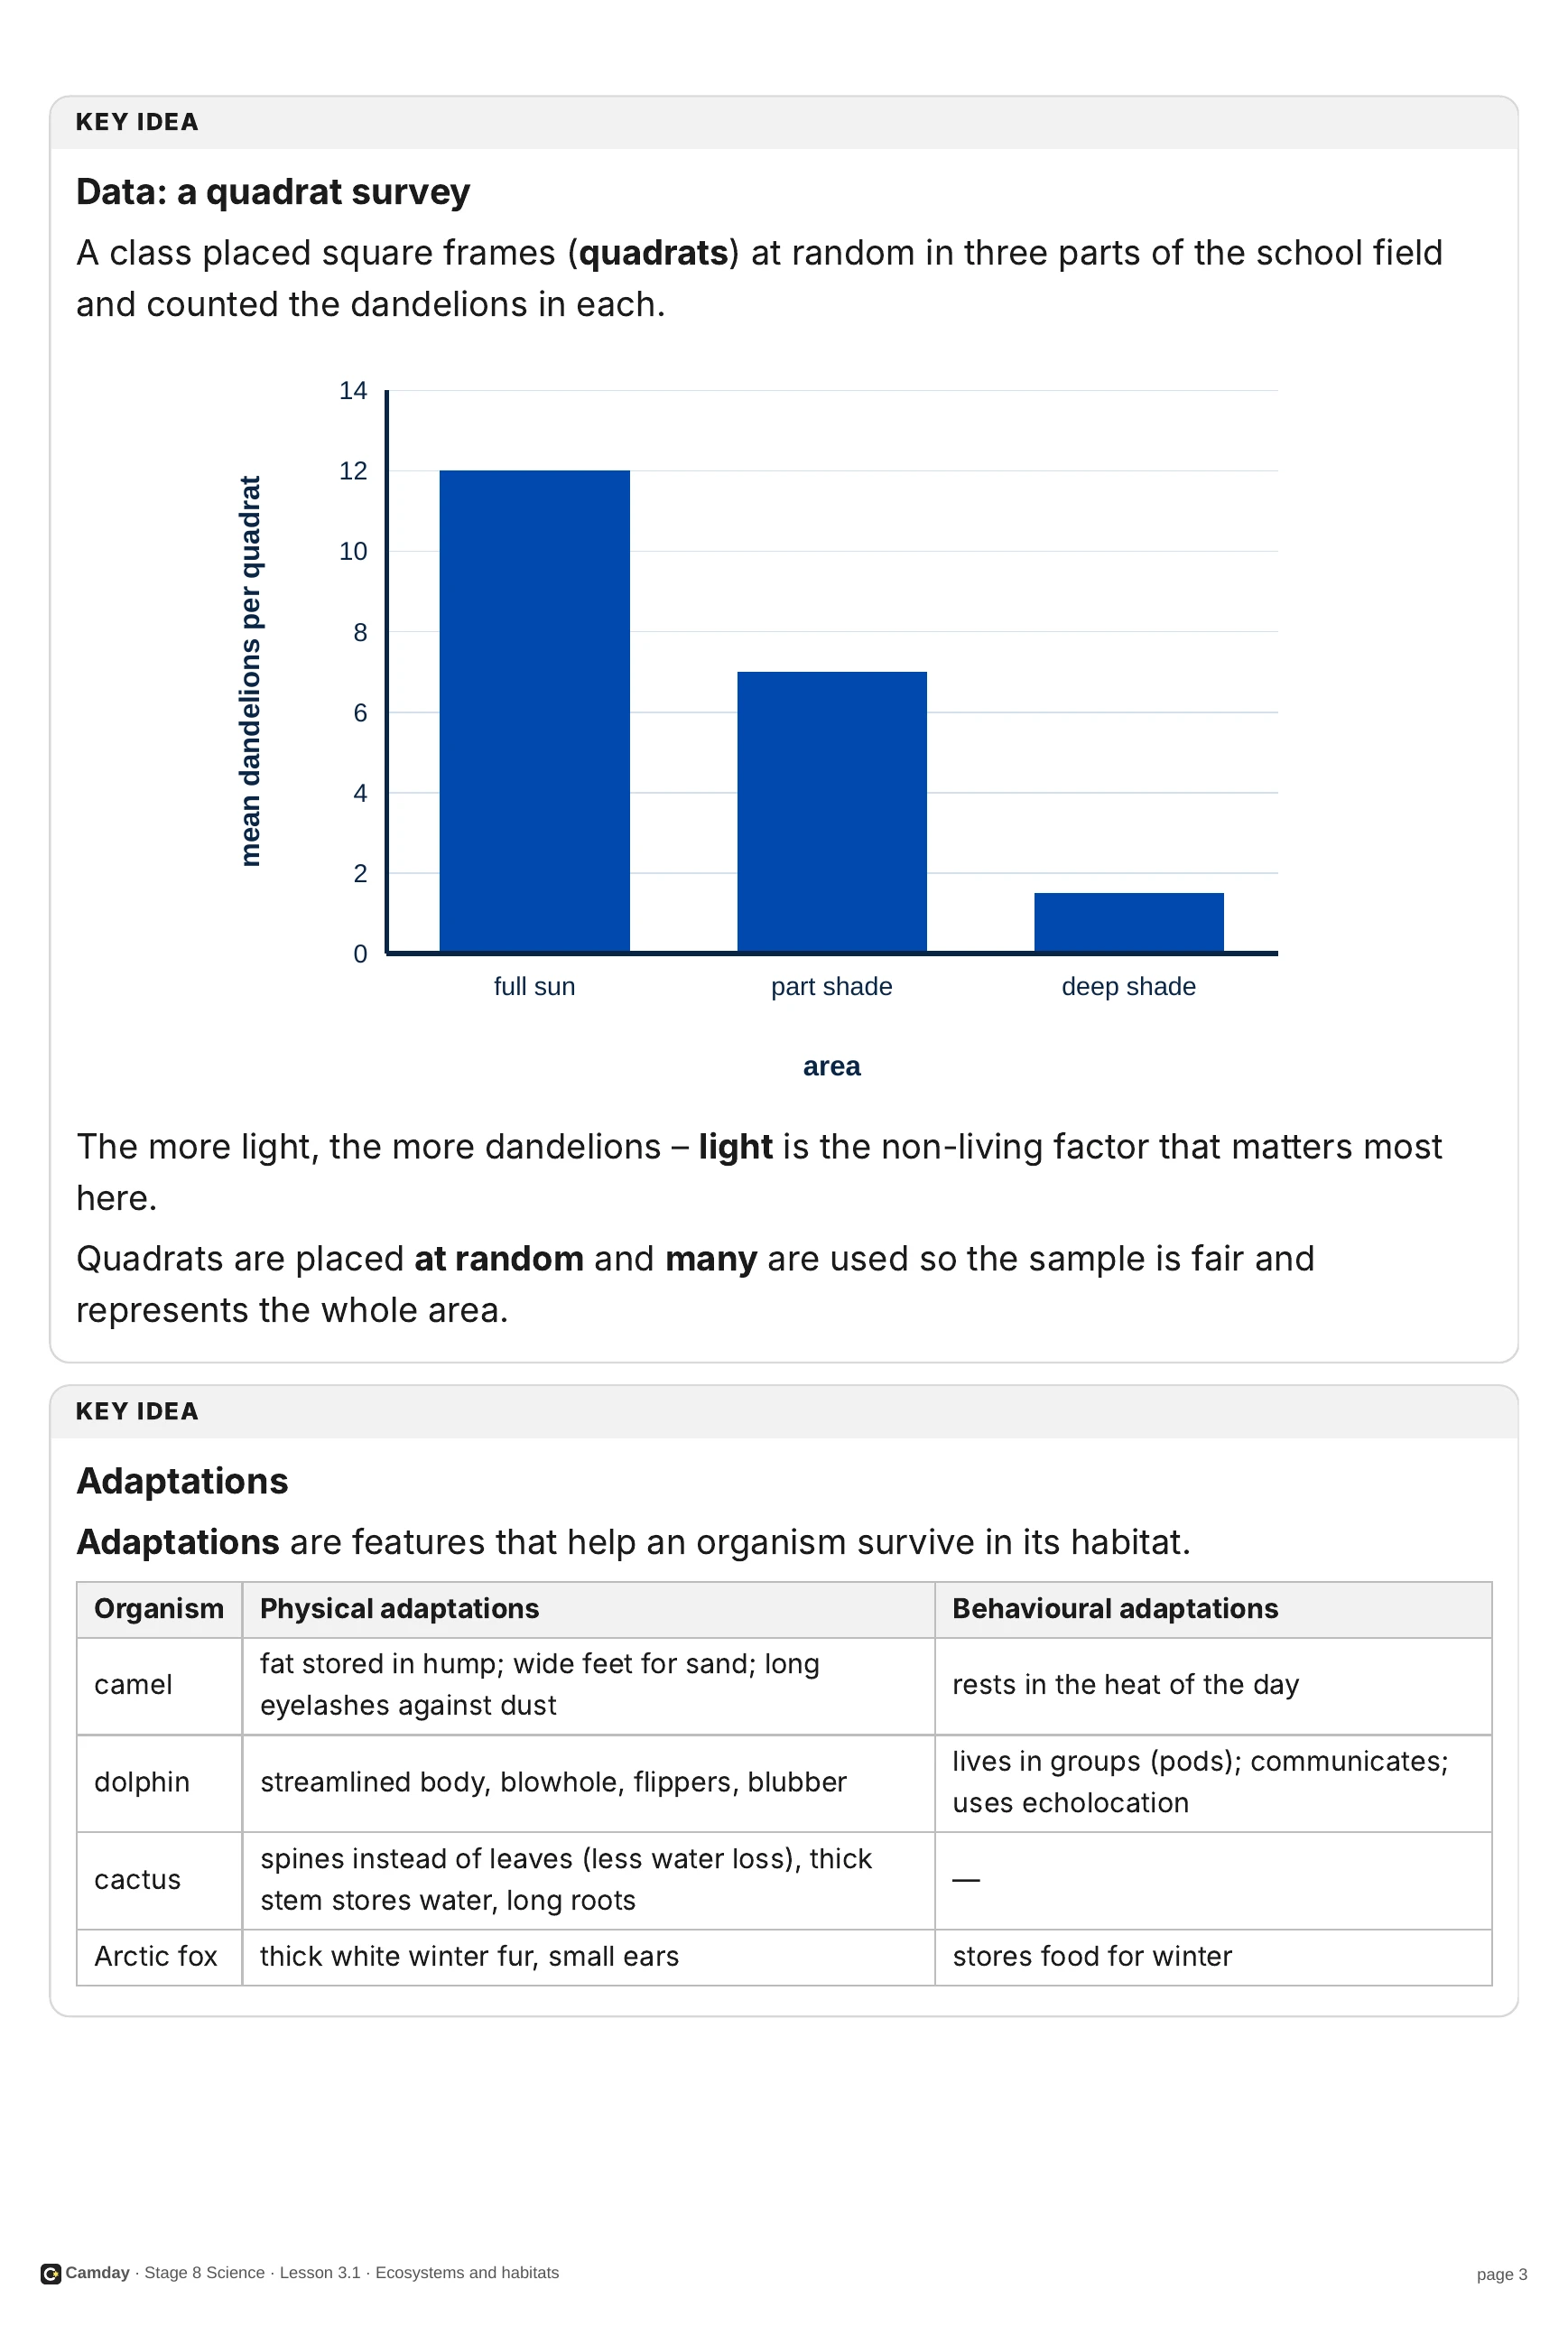 KEY IDEA
Data: a quadrat survey
A class placed square frames (quadrats) at random in three parts of the school field
and counted the dandelions in each.
14
12
10
8
6
4
2
0
mean dandelions per quadrat
full sun part shade deep shade
area
The more light, the more dandelions – light is the non-living factor that matters most
here.
Quadrats are placed at random and many are used so the sample is fair and
represents the whole area.
KEY IDEA
Adaptations
Adaptations are features that help an organism survive in its habitat.
Organism Physical adaptations Behavioural adaptations
camel fat stored in hump; wide feet for sand; long
eyelashes against dust rests in the heat of the day
dolphin streamlined body, blowhole, flippers, blubber lives in groups (pods); communicates;
uses echolocation
cactus spines instead of leaves (less water loss), thick
stem stores water, long roots —
Arctic fox thick white winter fur, small ears stores food for winter
Camday · Stage 8 Science · Lesson 3.1 · Ecosystems and habitats page 3